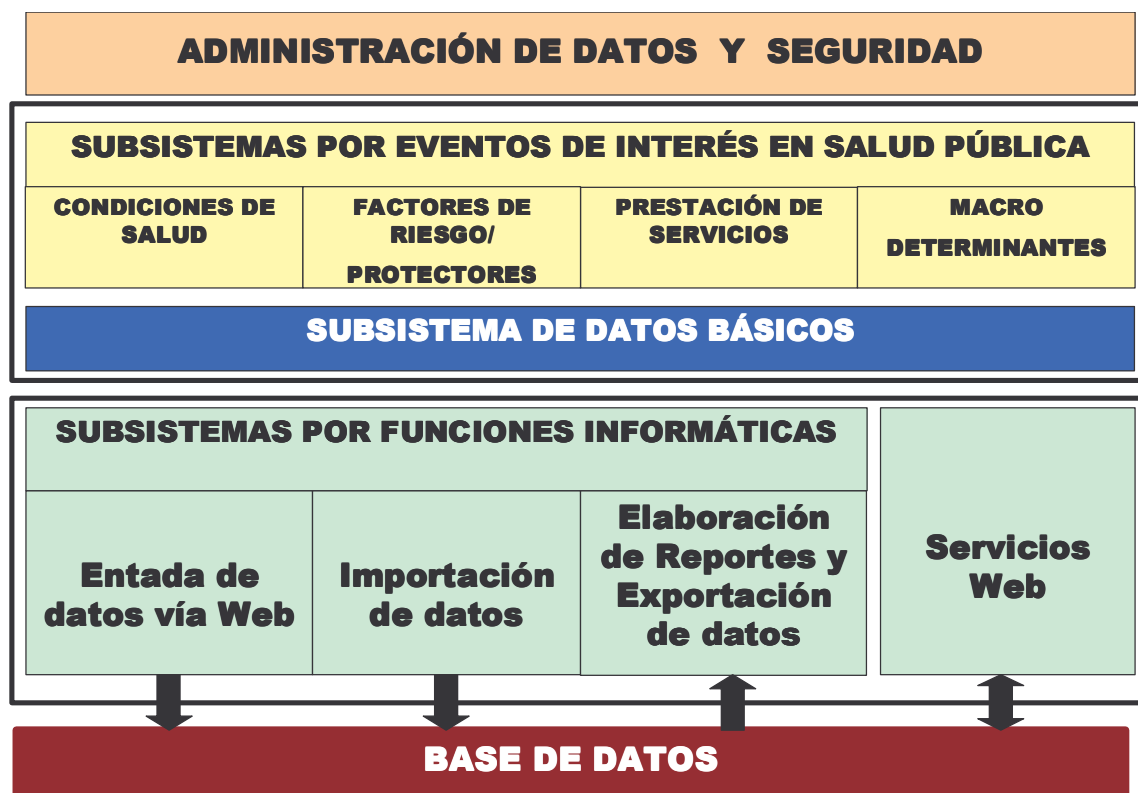 ADMINISTRACIÓN DE DATOS Y SEGURIDAD
SUBSISTEMAS POR EVENTOS DE INTERÉS EN SALUD PÚBLICA
CONDICIONES DE
SALUD
FACTORES DE
RIESGO/
PROTECTORES
PRESTACIÓN DE
SERVICIOS
MACRO
DETERMINANTES
SUBSISTEMA DE DATOS BÁSICOS
SUBSISTEMAS POR FUNCIONES INFORMÁTICAS
Entada de
datos vía Web
Importación
de datos
Elaboración
de Reportes y
Exportación
de datos
Servicios
Web
BASE DE DATOS